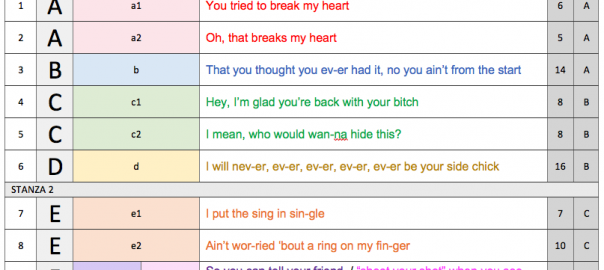 1 A a1 You tried to break my heart 6 A
2 A a2 Oh, that breaks my heart 5 A
3 B b That you thought you ev-er had it, no you ain't from the start 14 A
4 C c1 Hey, I'm glad you're back with your bitch 8 B
5 C c2 I mean, who would wan-na hide this? 8 B
6 D d I will nev-er, ev-er, ev-er, ev-er, ev-er be your side chick 16 B
STANZA 2
7 E e1 I put the sing in sin-gle 7 C
8 E e2 Ain't wor-ried 'bout a ring on my fin-ger 10 C
So you can tell your friend, / "shoot your shot" when you see